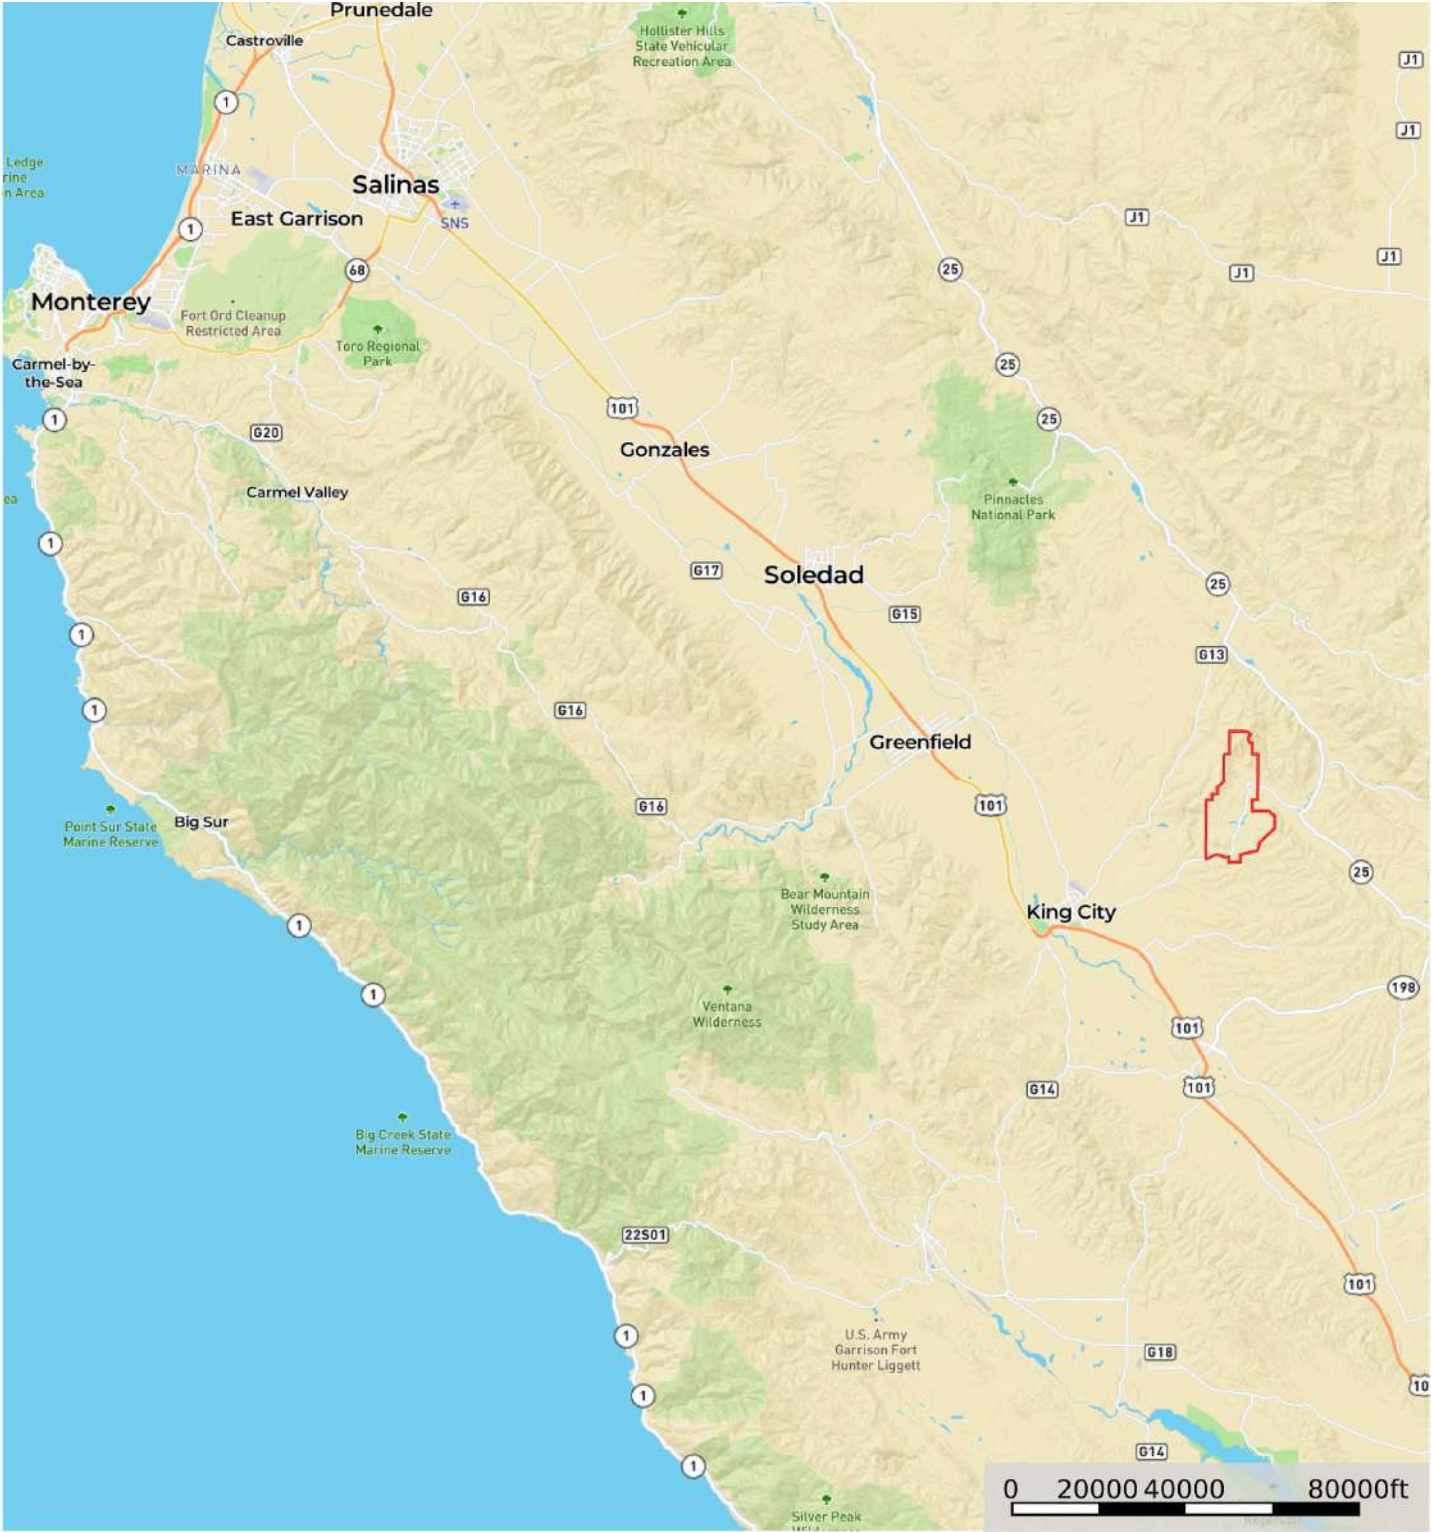 Prunedale
Castroville
Hollister Hills
State Vehicular
Recreation Area
J1
1
J1
Ledge
rine
n Area
MARINA
Salinas
East Garrison
SNS
J1
1
J1
68
25
J1
Monterey
Fort Ord Cleanup
Restricted Area
Toro Regional
Park
Carmel-by-
the-Sea
25
101
1
25
G20
Gonzales
Carmel Valley
ea
Pinnacles
National Park
1
G17
Soledad
25
G16
G15
1
G13
1
G16
Greenfield
G16
101
Point Sur State
Marine Reserve
Big Sur
25
Bear Mountain
Wilderness
Study Area
King City
1
198
1
Ventana
Wilderness
101
G14
101
Big Creek State
Marine Reserve
22S01
101
1
U.S. Army
Garrison Fort
Hunter Liggett
G18
10
1
G14
1
0 20000 40000 80000ft
Silver Peak
Wilderness
Reservoir